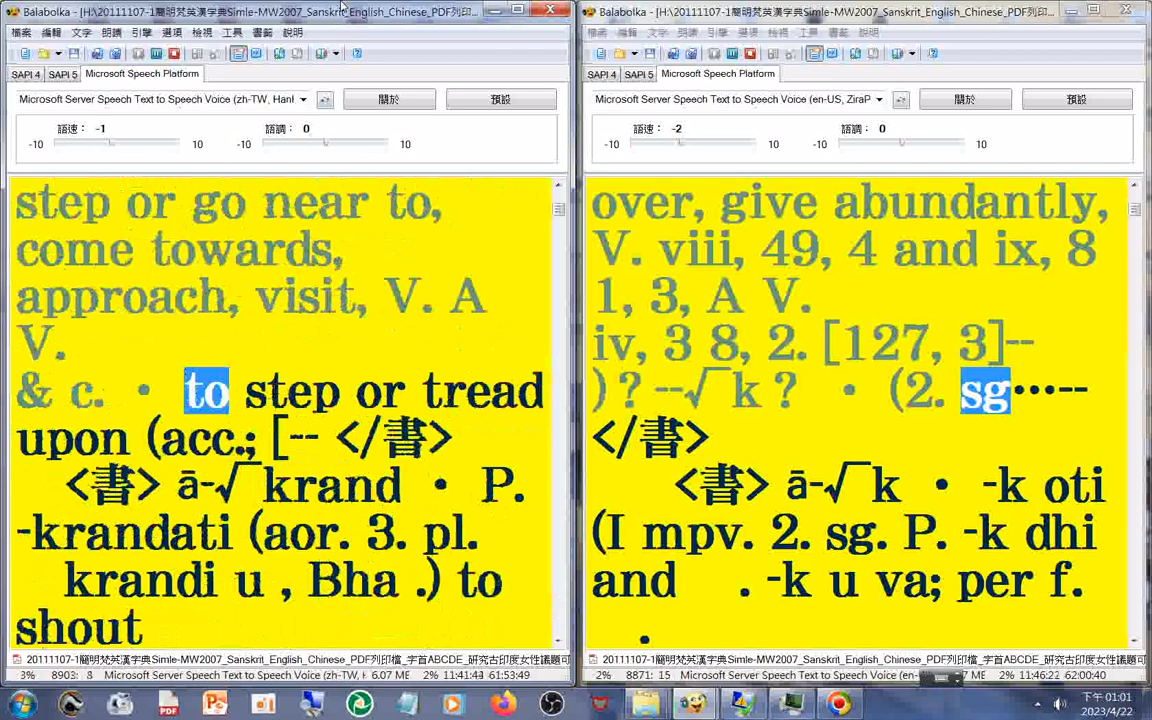 Balabolka - [H:\20111107-1簡明梵英漢字典Simle-MW2007_Sanskrit_English_Chinese_PDF列印...
檔案 編輯 文字 朗讀 引擎 選項 檢視 工具 書籤 說明
SAPI 4 SAPI 5 Microsoft Speech Platform
Microsoft Server Speech Text to Speech Voice (zh-TW, HanI
關於 預設
語速： -1 語調： 0
-10 10 -10 10
step or go near to,
come towards,
approach, visit, V. A
V.
& c. • to step or tread
upon (acc.; [-- </書>
<書> ā-√krand • P.
-krandati (aor. 3. pl.
krandi u , Bha .) to
shout
20111107-1簡明梵英漢字典Simle-MW2007_Sanskrit_English_Chinese_PDF列印檔_字首ABCDE_研究古印度女性議題可
3% 8903: 8 Microsoft Server Speech Text to Speech Voice (zh-TW, 6.07 ME 2% 11:41:44 61:53:49
Balabolka - [H:\20111107-1簡明梵英漢字典Simle-MW2007_Sanskrit_English_Chinese_PDF列印...
檔案 編輯 文字 朗讀 引擎 選項 檢視 工具 書籤 說明
SAPI 4 SAPI 5 Microsoft Speech Platform
Microsoft Server Speech Text to Speech Voice (en-US, ZiraP
關於 預設
語速： -2 語調： 0
-10 10 -10 10
over, give abundantly,
V. viii, 49, 4 and ix, 8
1, 3, A V.
iv, 3 8, 2. [127, 3]--
) ? --√k ? • (2. sg…--
</書>
<書> ā-√k • -k oti
(I mpv. 2. sg. P. -k dhi
and . -k u va; per f.
.
20111107-1簡明梵英漢字典Simle-MW2007_Sanskrit_English_Chinese_PDF列印檔_字首ABCDE_研究古印度女性議題可
2% 8871: 15 Microsoft Server Speech Text to Speech Voice ME 2% 11:46:22 62:00:40
PDF
下午 01:01
2023/4/22